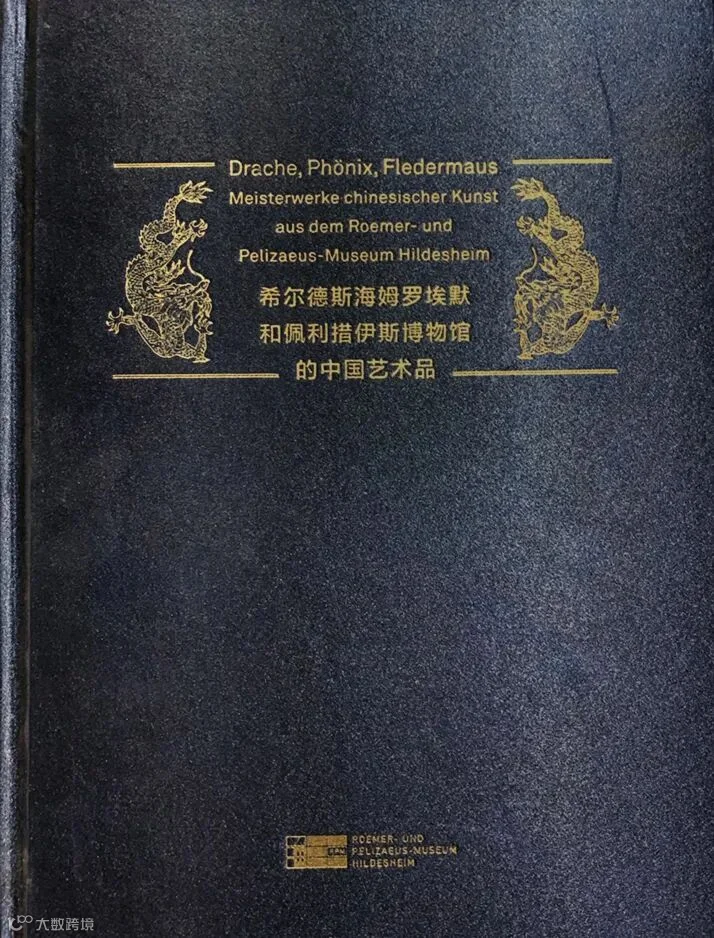 Drache, Phönix, Fledermaus
Meisterwerke chinesischer Kunst
aus dem Roemer- und
Pelizaeus-Museum Hildesheim
希尔德斯海姆罗埃默
和佩利措伊斯博物馆
的中国艺术品
RPM
ROEMER- UND
PELIZAEUS-MUSEUM
HILDESHEIM
大数跨境